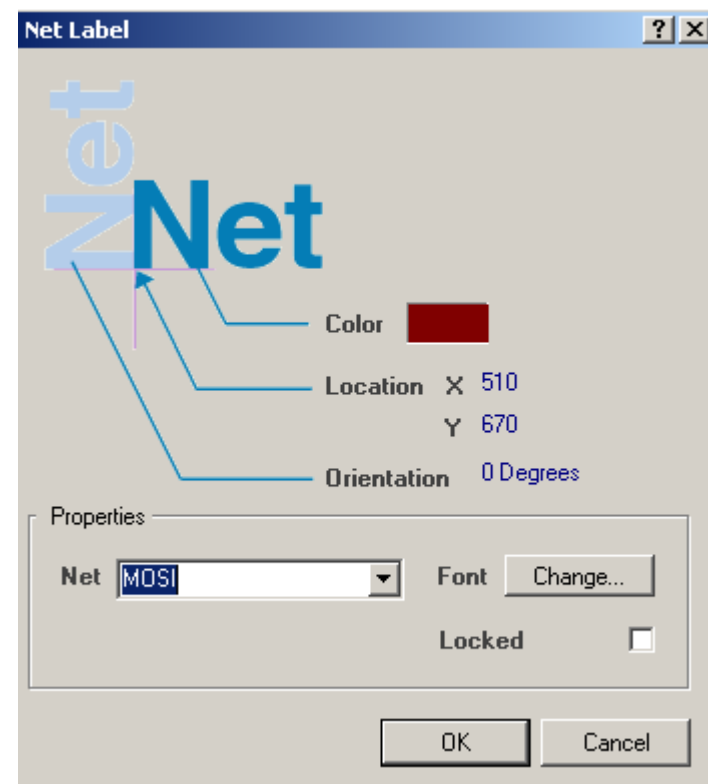 Net Label
Net
Net
Color
Location X 510
Y 670
Orientation 0 Degrees
Properties
Net MOSI Font Change...
Locked
OK Cancel